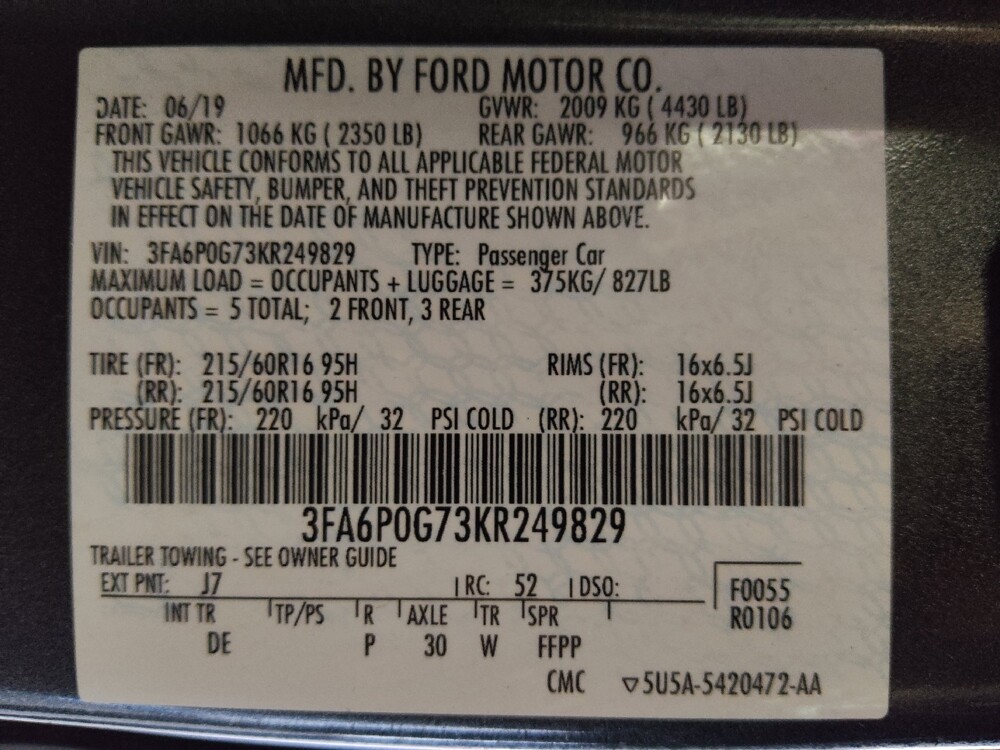 MFD. BY FORD MOTOR CO.
DATE: 06/19 GVWR: 2009 KG ( 4430 LB)
FRONT GAWR: 1066 KG ( 2350 LB) REAR GAWR: 966 KG ( 2130 LB)
THIS VEHICLE CONFORMS TO ALL APPLICABLE FEDERAL MOTOR
VEHICLE SAFETY, BUMPER, AND THEFT PREVENTION STANDARDS
IN EFFECT ON THE DATE OF MANUFACTURE SHOWN ABOVE.
VIN: 3FA6P0G73KR249829 TYPE: Passenger Car
MAXIMUM LOAD = OCCUPANTS + LUGGAGE = 375KG/ 827LB
OCCUPANTS = 5 TOTAL; 2 FRONT, 3 REAR
TIRE (FR): 215/60R16 95H RIMS (FR): 16x6.5J
(RR): 215/60R16 95H (RR): 16x6.5J
PRESSURE (FR): 220 kPa/ 32 PSI COLD (RR): 220 kPa/ 32 PSI COLD
3FA6P0G73KR249829
TRAILER TOWING - SEE OWNER GUIDE
EXT PNT: J7 RC: 52 DSO: F0055
INT TR TP/PS R AXLE TR SPR R0106
DE P 30 W FFPP
CMC ▽5U5A-5420472-AA